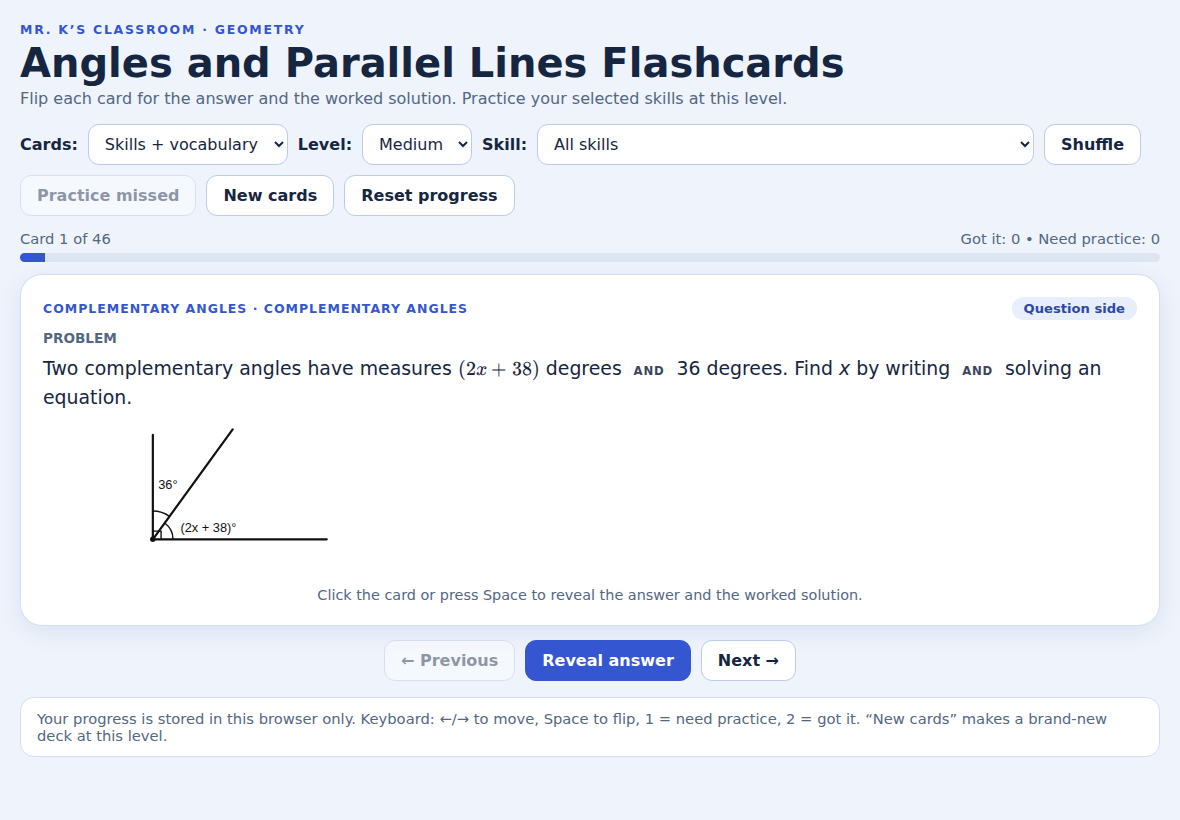 MR. K’S CLASSROOM · GEOMETRY
Angles and Parallel Lines Flashcards
Flip each card for the answer and the worked solution. Practice your selected skills at this level.
Cards: Skills + vocabulary Level: Medium Skill: All skills Shuffle
Practice missed New cards Reset progress
Card 1 of 46 Got it: 0 • Need practice: 0
COMPLEMENTARY ANGLES · COMPLEMENTARY ANGLES Question side
PROBLEM
Two complementary angles have measures (2x + 38) degrees AND 36 degrees. Find x by writing AND solving an
equation.
36°
(2x + 38)°
Click the card or press Space to reveal the answer and the worked solution.
← Previous Reveal answer Next →
Your progress is stored in this browser only. Keyboard: ←/→ to move, Space to flip, 1 = need practice, 2 = got it. “New cards” makes a brand-new
deck at this level.